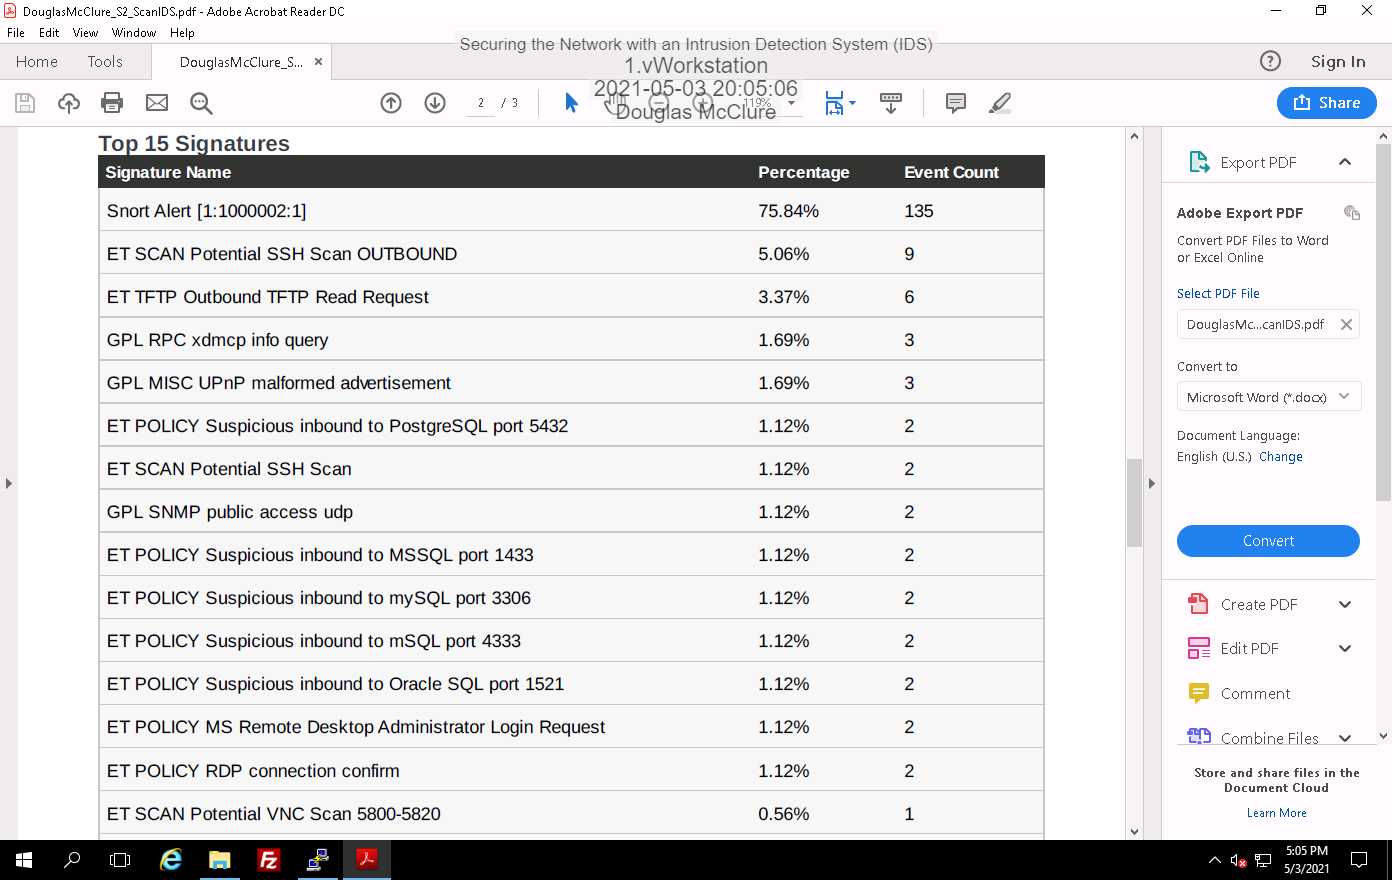 DouglasMcClure_S2_ScanIDS.pdf - Adobe Acrobat Reader DC
File Edit View Window Help
Securing the Network with an Intrusion Detection System (IDS)
1.vWorkstation
2021-05-03 20:05:06
Douglas McClure
Home Tools DouglasMcClure_S... × Sign In
2 / 3 119% Share
Top 15 Signatures
Signature Name Percentage Event Count
Snort Alert [1:1000002:1] 75.84% 135
ET SCAN Potential SSH Scan OUTBOUND 5.06% 9
ET TFTP Outbound TFTP Read Request 3.37% 6
GPL RPC xdmcp info query 1.69% 3
GPL MISC UPnP malformed advertisement 1.69% 3
ET POLICY Suspicious inbound to PostgreSQL port 5432 1.12% 2
ET SCAN Potential SSH Scan 1.12% 2
GPL SNMP public access udp 1.12% 2
ET POLICY Suspicious inbound to MSSQL port 1433 1.12% 2
ET POLICY Suspicious inbound to mySQL port 3306 1.12% 2
ET POLICY Suspicious inbound to mSQL port 4333 1.12% 2
ET POLICY Suspicious inbound to Oracle SQL port 1521 1.12% 2
ET POLICY MS Remote Desktop Administrator Login Request 1.12% 2
ET POLICY RDP connection confirm 1.12% 2
ET SCAN Potential VNC Scan 5800-5820 0.56% 1
Export PDF
Adobe Export PDF
Convert PDF Files to Word
or Excel Online
Select PDF File
DouglasMc...canIDS.pdf
Convert to
Microsoft Word (*.docx)
Document Language:
English (U.S.) Change
Convert
Create PDF
Edit PDF
Comment
Combine Files
Store and share files in the
Document Cloud
Learn More
5:05 PM
5/3/2021